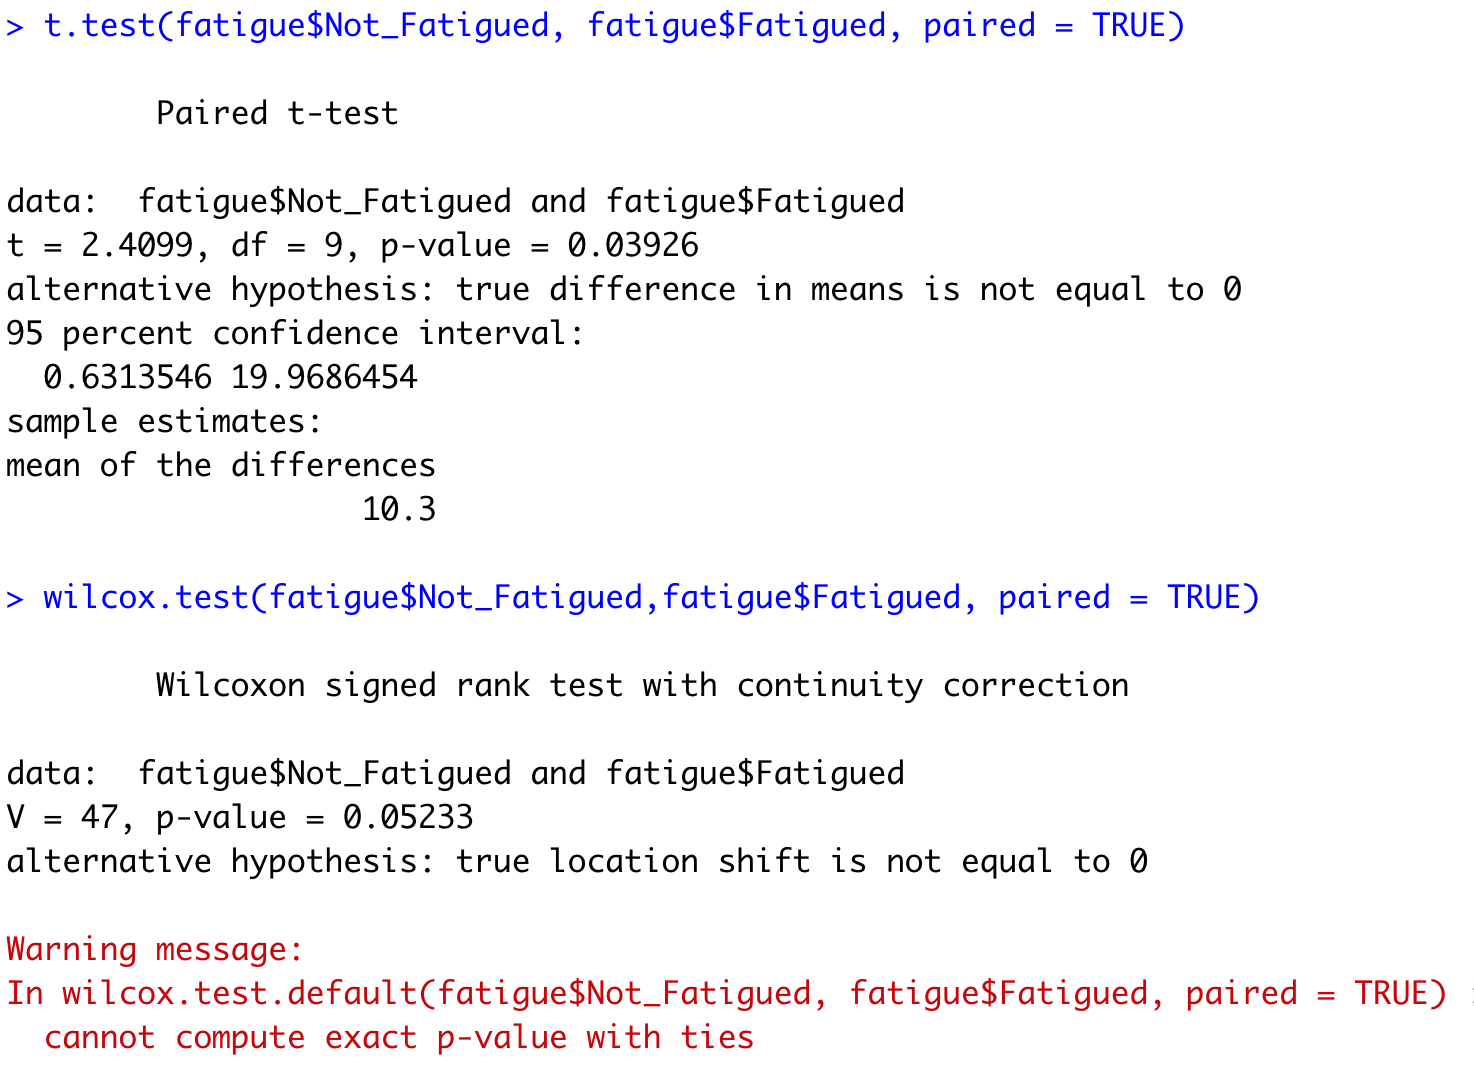 > t.test(fatigue$Not_Fatigued, fatigue$Fatigued, paired = TRUE)
Paired t-test
data:  fatigue$Not_Fatigued and fatigue$Fatigued
t = 2.4099, df = 9, p-value = 0.03926
alternative hypothesis: true difference in means is not equal to 0
95 percent confidence interval:
0.6313546 19.9686454
sample estimates:
mean of the differences
10.3
> wilcox.test(fatigue$Not_Fatigued,fatigue$Fatigued, paired = TRUE)
Wilcoxon signed rank test with continuity correction
data:  fatigue$Not_Fatigued and fatigue$Fatigued
V = 47, p-value = 0.05233
alternative hypothesis: true location shift is not equal to 0
Warning message:
In wilcox.test.default(fatigue$Not_Fatigued, fatigue$Fatigued, paired = TRUE) :
cannot compute exact p-value with ties